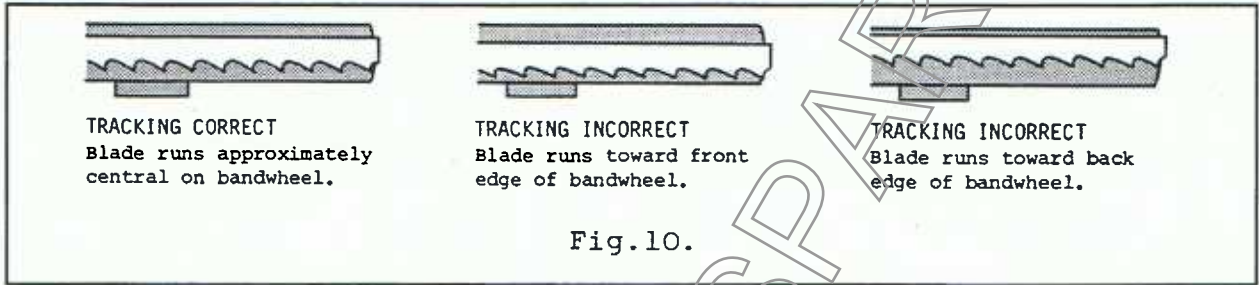 TRACKING CORRECT
Blade runs approximately
central on bandwheel.
TRACKING INCORRECT
Blade runs toward front
edge of bandwheel.
TRACKING INCORRECT
Blade runs toward back
edge of bandwheel.
Fig.10.
SPAR